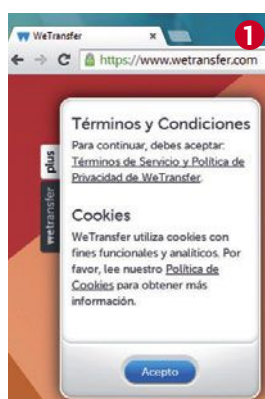 WeTransfer
1
https://www.wetransfer.com
plus
wetransfer
Términos y Condiciones
Para continuar, debes aceptar:
Términos de Servicio y Política de
Privacidad de WeTransfer.
Cookies
WeTransfer utiliza cookies con
fines funcionales y analíticos. Por
favor, lee nuestro Política de
Cookies para obtener más
información.
Acepto